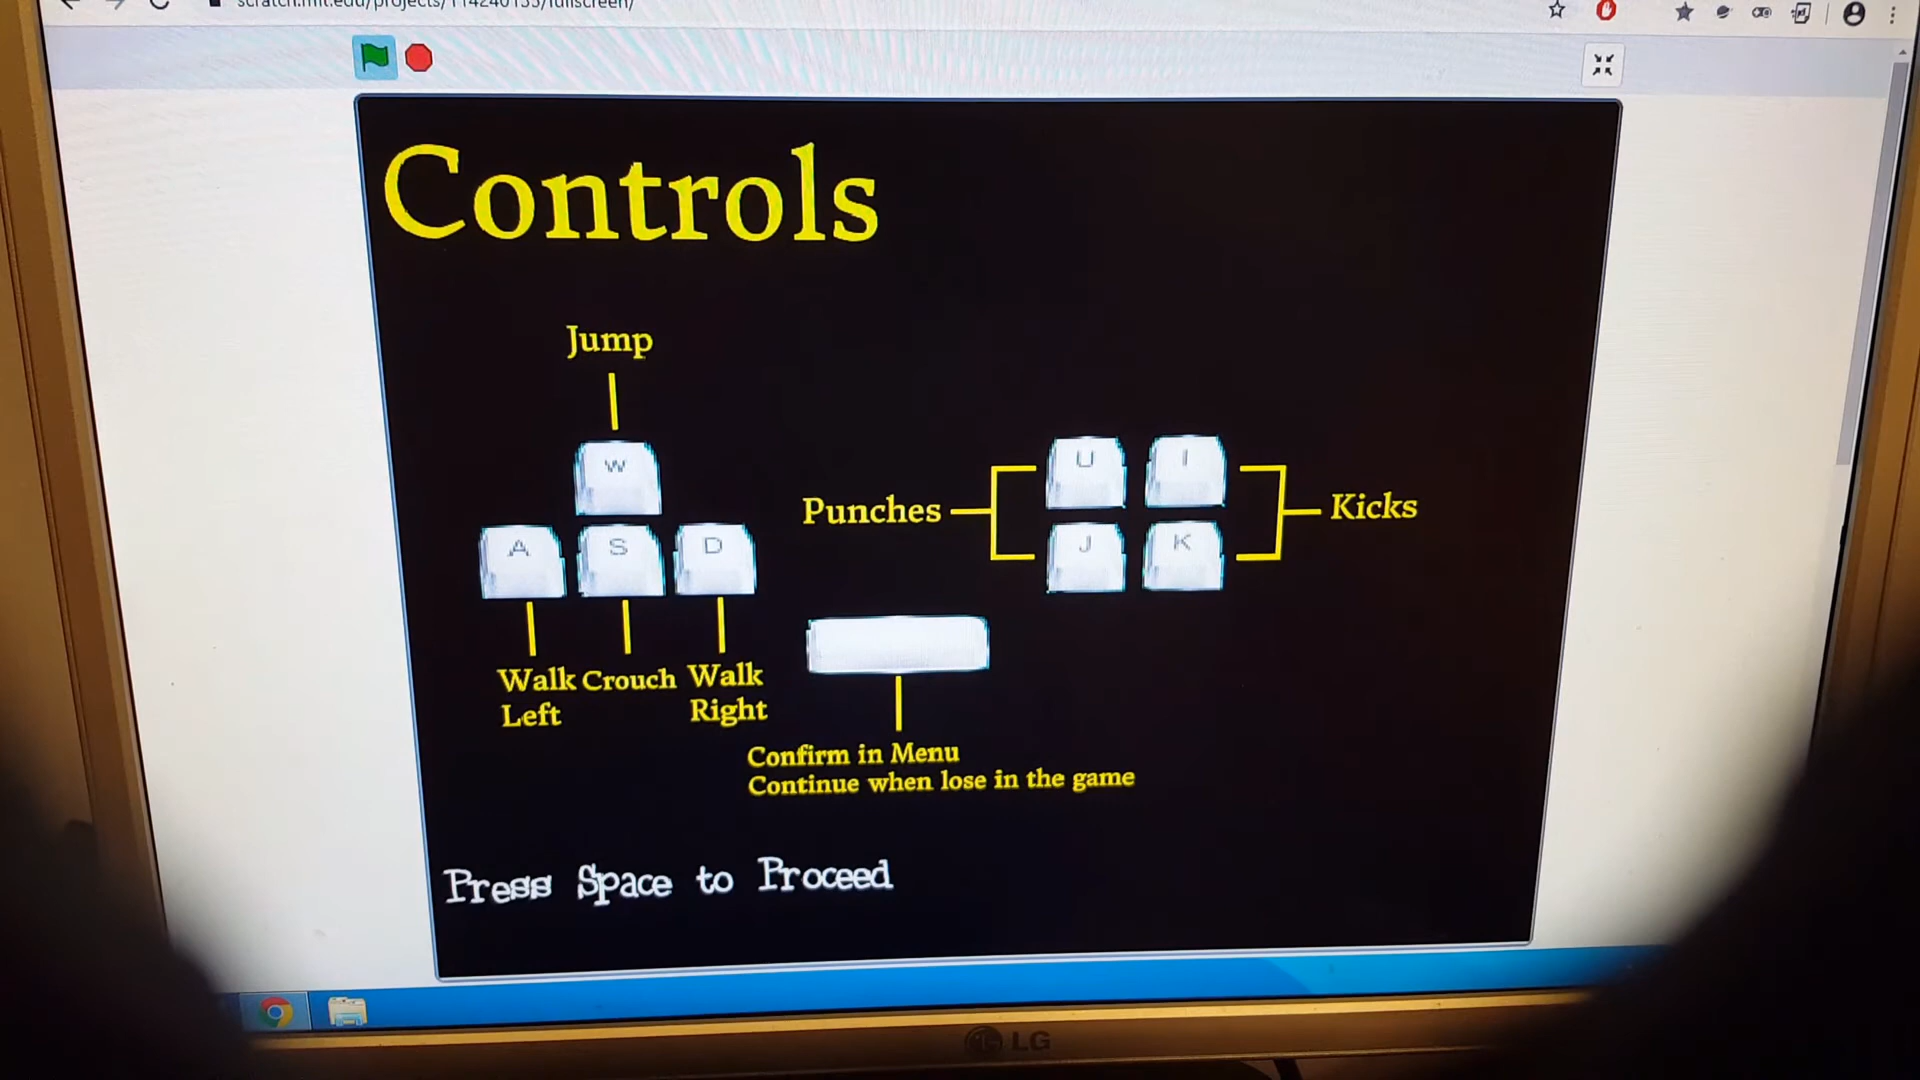 Controls
Jump
W
U I
Punches
Kicks
A S D
J K
Walk Left
Crouch
Walk Right
Confirm in Menu
Continue when lose in the game
Press Space to Proceed
LG